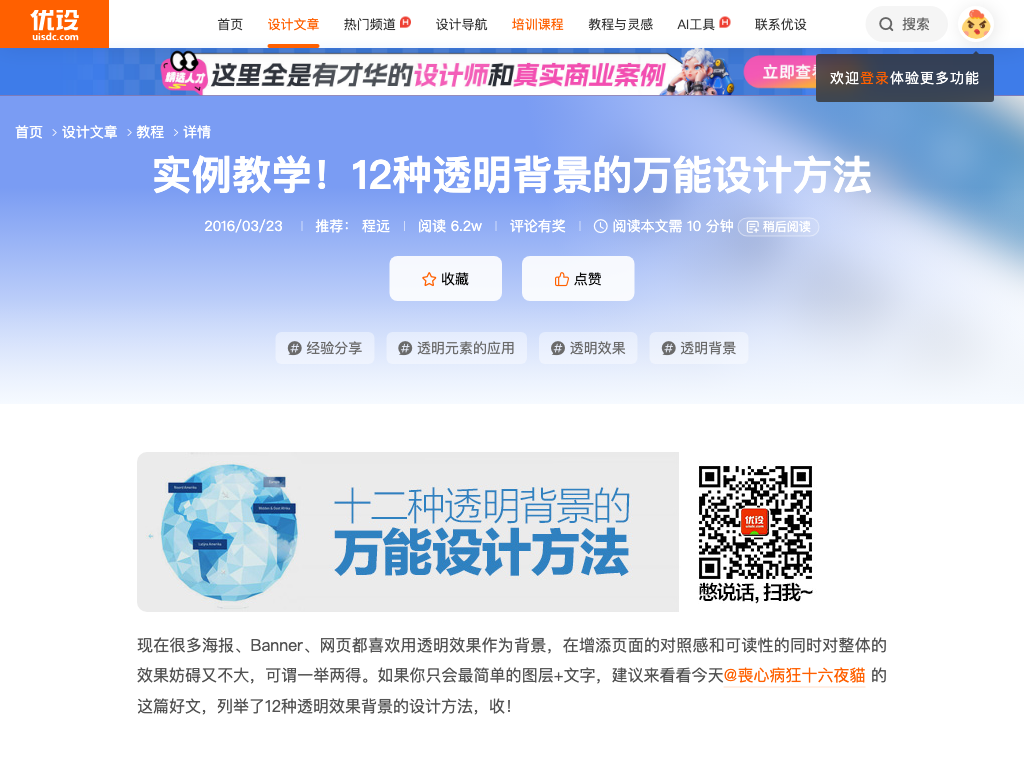 优设
uisdc.com
首页 设计文章 热门频道 H 设计导航 培训课程 教程与灵感 AI工具 H 联系优设 搜索
这里全是有才华的设计师和真实商业案例 立即查
欢迎登录体验更多功能
首页 > 设计文章 > 教程 > 详情
实例教学！12种透明背景的万能设计方法
2016/03/23 推荐： 程远 阅读 6.2w 评论有奖 阅读本文需 10 分钟 稍后阅读
收藏 点赞
# 经验分享 # 透明元素的应用 # 透明效果 # 透明背景
十二种透明背景的
万能设计方法
优设
憋说话, 扫我~
现在很多海报、Banner、网页都喜欢用透明效果作为背景，在增添页面的对照感和可读性的同时对整体的
效果妨碍又不大，可谓一举两得。如果你只会最简单的图层+文字，建议来看看今天@喪心病狂十六夜貓 的
这篇好文，列举了12种透明效果背景的设计方法，收！